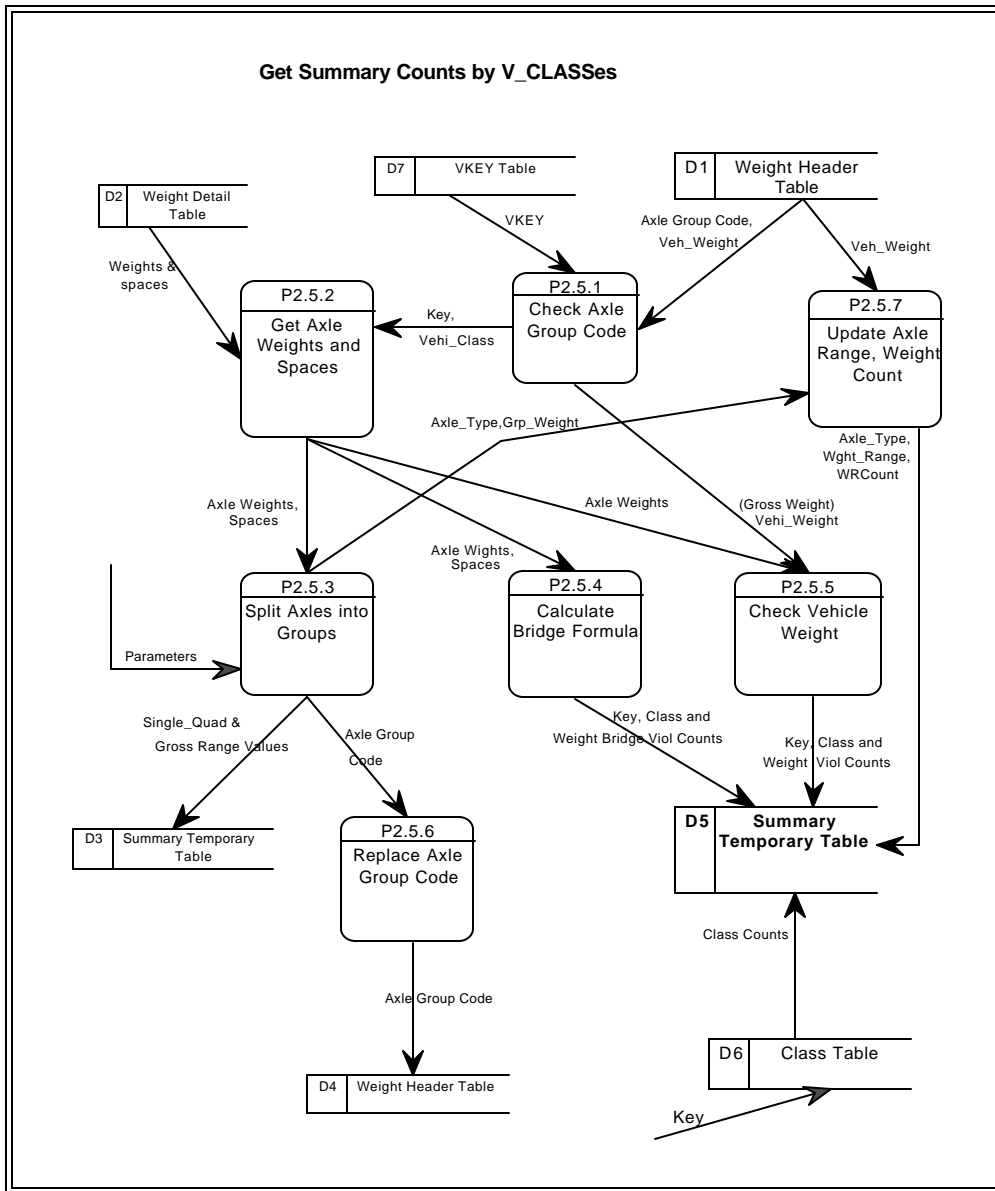 Get Summary Counts by V_CLASSes
D7
VKEY Table
D1
Weight Header
Table
D2
Weight Detail
Table
VKEY
Axle Group Code,
Veh_Weight
Veh_Weight
Weights &
spaces
P2.5.2
Get Axle
Weights and
Spaces
Key,
Vehi_Class
P2.5.1
Check Axle
Group Code
P2.5.7
Update Axle
Range, Weight
Count
Axle_Type,Grp_Weight
Axle_Type,
Wght_Range,
WRCount
Axle Weights,
Spaces
Axle Weights
(Gross Weight)
Vehi_Weight
Axle Wights,
Spaces
P2.5.3
Split Axles into
Groups
P2.5.4
Calculate
Bridge Formula
P2.5.5
Check Vehicle
Weight
Parameters
Single_Quad &
Gross Range Values
Axle Group
Code
Key, Class and
Weight Bridge Viol Counts
Key, Class and
Weight Viol Counts
D3
Summary Temporary
Table
P2.5.6
Replace Axle
Group Code
D5
Summary
Temporary Table
Class Counts
Axle Group Code
D4
Weight Header Table
D6
Class Table
Key